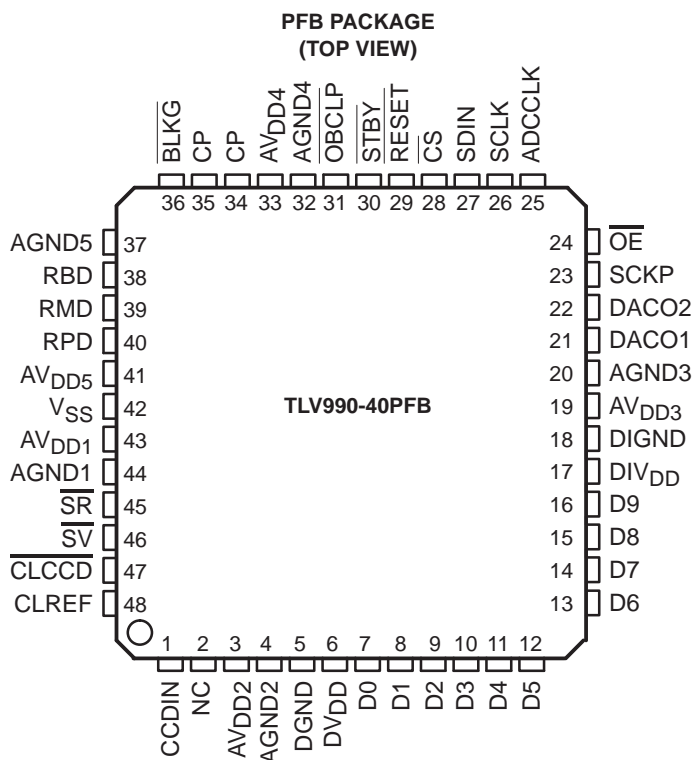 PFB PACKAGE
(TOP VIEW)
BLKG
CP
CP
AVDD4
AGND4
OBCLP
STBY
RESET
CS
SDIN
SCLK
ADCCLK
36 35 34 33 32 31 30 29 28 27 26 25
AGND5 37
RBD 38
RMD 39
RPD 40
AVDD5 41
VSS 42
AVDD1 43
AGND1 44
SR 45
SV 46
CLCCD 47
CLREF 48
TLV990-40PFB
24 OE
23 SCKP
22 DACO2
21 DACO1
20 AGND3
19 AVDD3
18 DIGND
17 DIVDD
16 D9
15 D8
14 D7
13 D6
1 2 3 4 5 6 7 8 9 10 11 12
CCDIN
NC
AVDD2
AGND2
DGND
DVDD
D0
D1
D2
D3
D4
D5